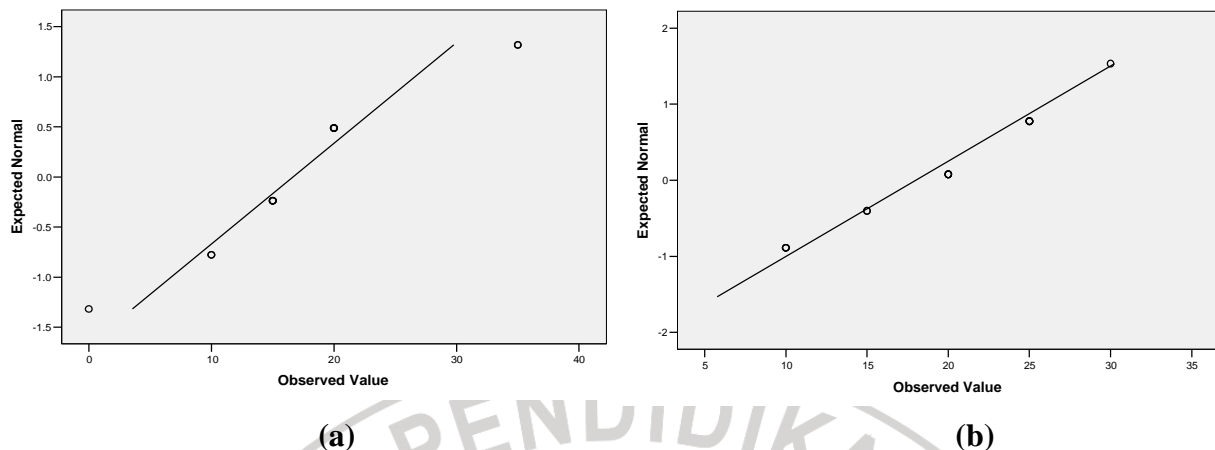 1.5
1.0
0.5
0.0
-0.5
-1.0
-1.5
Expected Normal
0 10 20 30 40
Observed Value
2
1
0
-1
-2
Expected Normal
5 10 15 20 25 30 35
Observed Value
(a) (b)
PENDIDIKA